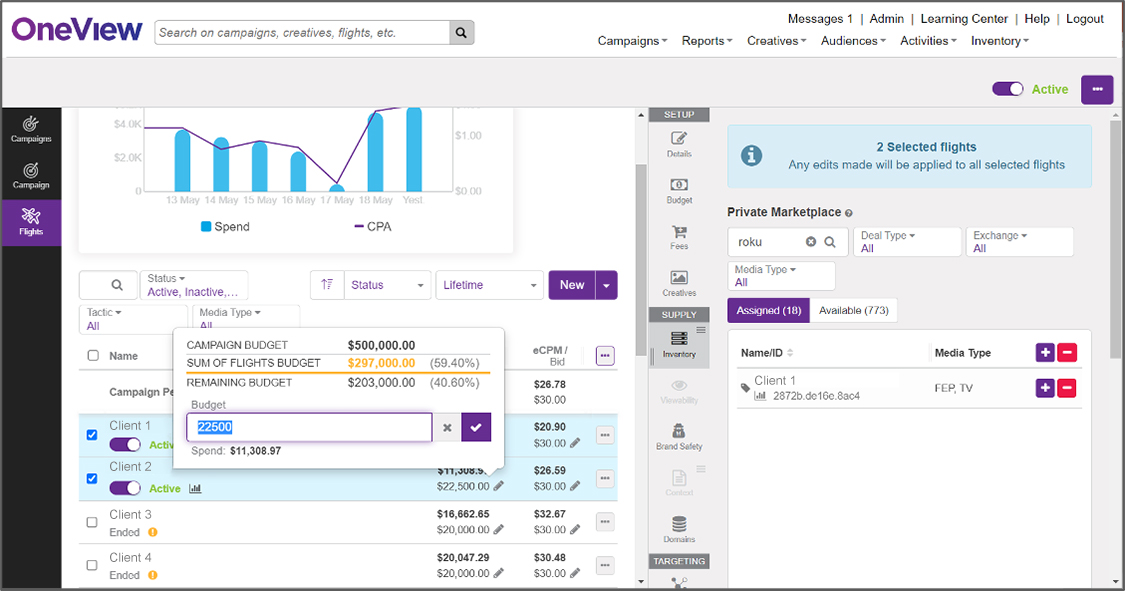 Messages 1 | Admin | Learning Center | Help | Logout
OneView
Search on campaigns, creatives, flights, etc.
Campaigns Reports Creatives Audiences Activities Inventory
Active
Campaigns
Campaign
Flights
$4.0K
$2.0K
0
$1.00
$0.00
13 May 14 May 15 May 16 May 17 May 18 May Yest
Spend CPA
Status
Active, Inactive,...
Status
Lifetime
New
Tactic
All
Media Type
All
Name
eCPM /
Bid
CAMPAIGN BUDGET $500,000.00
SUM OF FLIGHTS BUDGET $297,000.00 (59.40%)
REMAINING BUDGET $203,000.00 (40.60%)
Budget
22500
Spend: $11,308.97
Campaign Pe
$26.78
$30.00
Client 1
Activ
$20.90
$30.00
Client 2
Active
$11,308.9
$22,500.00
$26.59
$30.00
Client 3
Ended
$16,662.65
$20,000.00
$32.67
$30.00
Client 4
Ended
$20,047.29
$20,000.00
$30.48
$30.00
SETUP
Details
Budget
Fees
Creatives
SUPPLY
Inventory
Viewability
Brand Safety
Context
Domains
TARGETING
2 Selected flights
Any edits made will be applied to all selected flights
Private Marketplace
roku
Deal Type
All
Exchange
All
Media Type
All
Assigned (18) Available (773)
Name/ID Media Type
Client 1
2872b.de16e.8ac4
FEP, TV